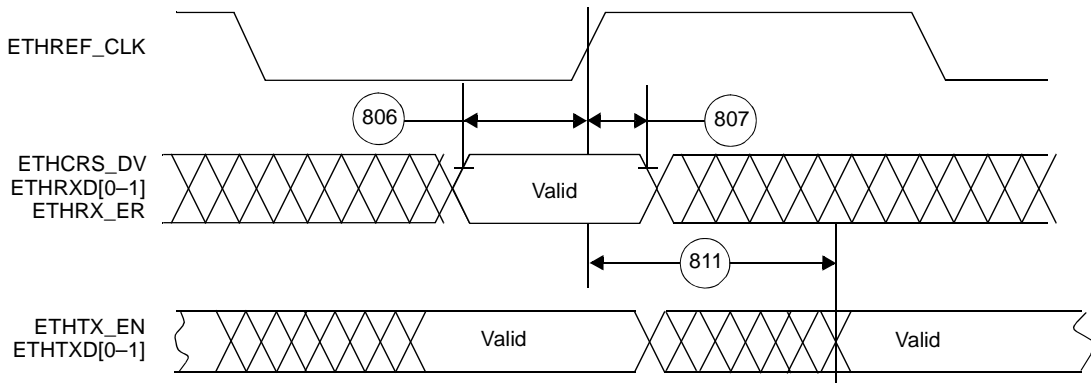 ETHREF_CLK
806
807
ETHCRS_DV
ETHRXD[0–1]
ETHRX_ER
Valid
811
ETHTX_EN
ETHTXD[0–1]
Valid
Valid